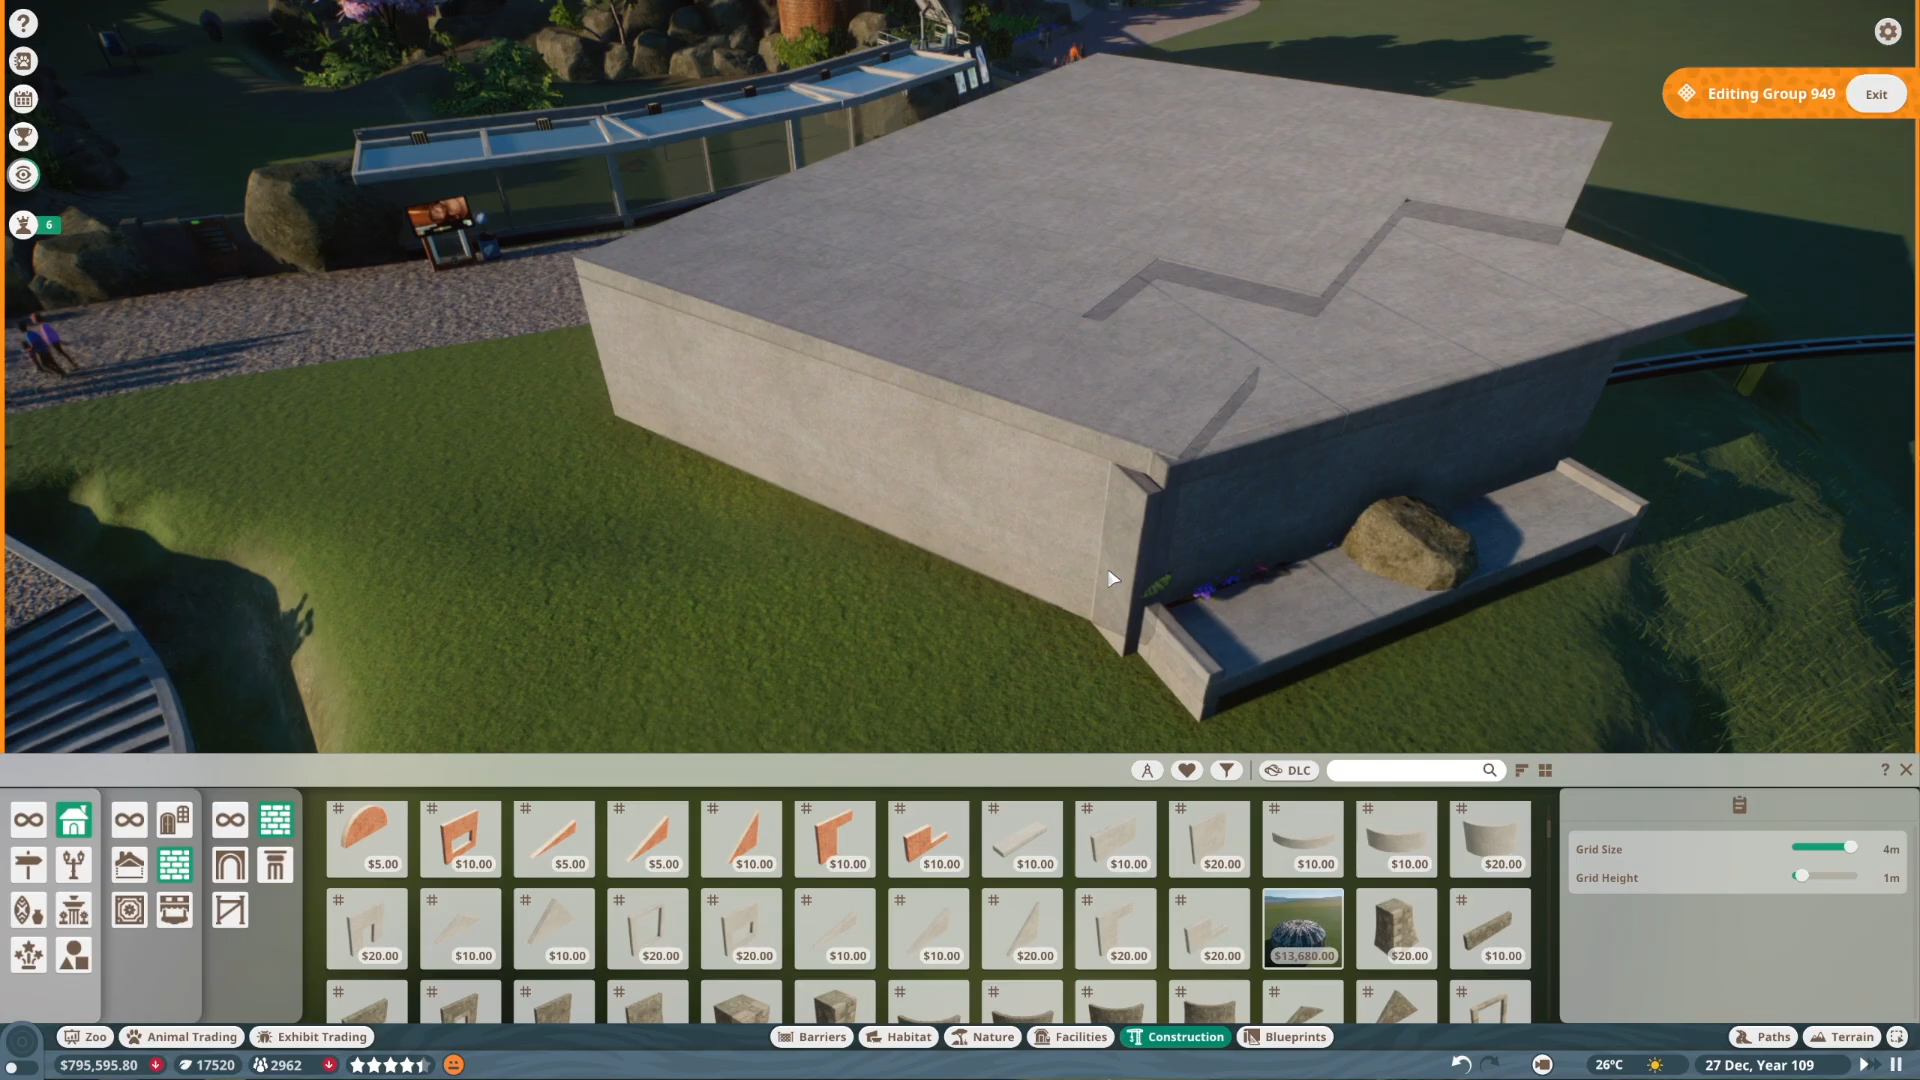 ?
Editing Group 949 Exit
6
DLC
? ×
$5.00 $10.00 $5.00 $5.00 $10.00 $10.00 $10.00 $10.00 $10.00 $20.00 $10.00 $10.00 $20.00
Grid Size 4m
Grid Height 1m
$20.00 $10.00 $10.00 $20.00 $20.00 $10.00 $10.00 $20.00 $20.00 $20.00 $13,680.00 $20.00 $10.00
Zoo Animal Trading Exhibit Trading Barriers Habitat Nature Facilities Construction Blueprints Paths Terrain
$795,595.80 17520 2962 26°C 27 Dec, Year 109